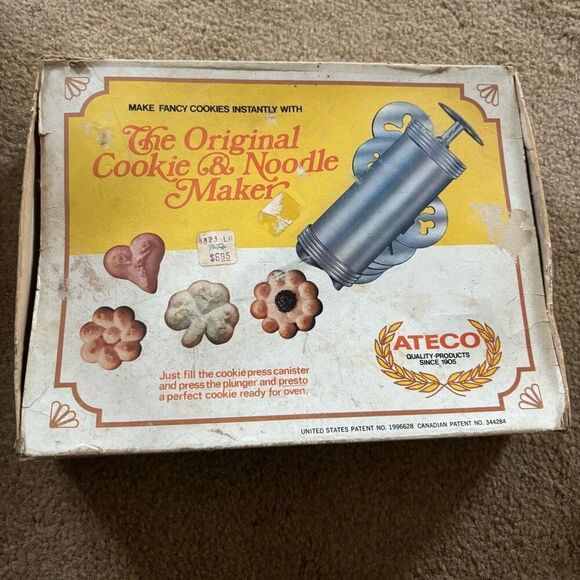 MAKE FANCY COOKIES INSTANTLY WITH
The Original
Cookie & Noodle
Maker
8323 LH
$695
Just fill the cookie press canister
and press the plunger and presto
a perfect cookie ready for oven.
ATECO
QUALITY-PRODUCTS
SINCE 1905
UNITED STATES PATENT NO. 1996628 CANADIAN PATENT NO. 344284